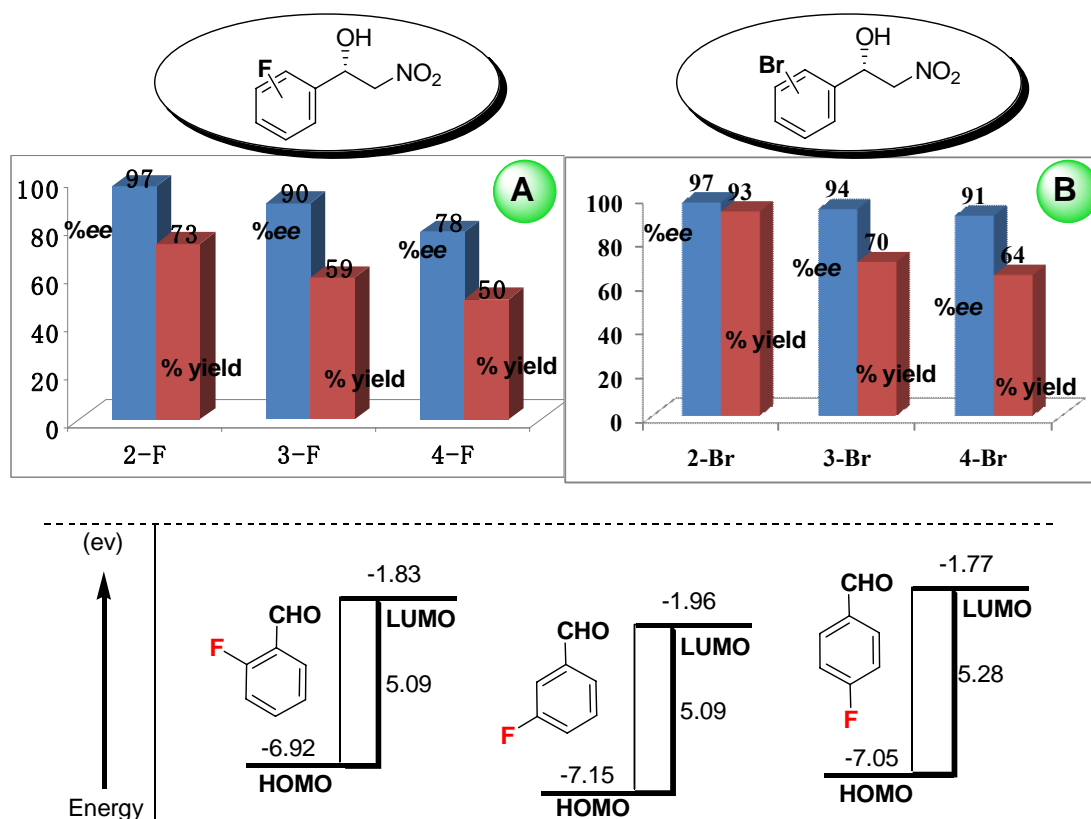 OH
F
NO2
OH
Br
NO2
A
100
80
60
40
20
0
97
%ee
73
% yield
90
%ee
59
% yield
78
%ee
50
% yield
2-F
3-F
4-F
B
100
80
60
40
20
0
97
%ee
93
% yield
94
%ee
70
% yield
91
%ee
64
% yield
2-Br
3-Br
4-Br
(ev)
Energy
-1.83
LUMO
CHO
F
5.09
-6.92
HOMO
-1.96
LUMO
CHO
F
5.09
-7.15
HOMO
-1.77
LUMO
CHO
F
5.28
-7.05
HOMO